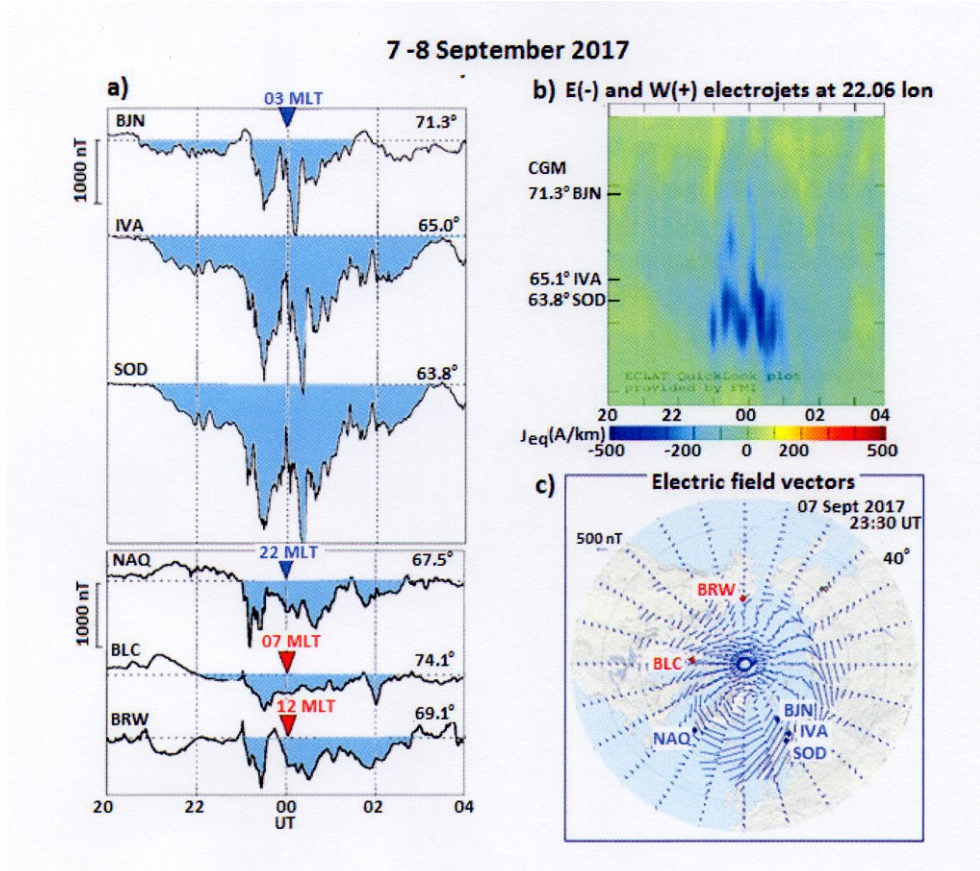 7 -8 September 2017
a)
03 MLT
BJN
71.3°
1000 nT
IVA
65.0°
SOD
63.8°
22 MLT
NAQ
67.5°
1000 nT
07 MLT
BLC
74.1°
12 MLT
BRW
69.1°
20 22 00 02 04
UT
b) E(-) and W(+) electrojets at 22.06 lon
CGM
71.3° BJN
65.1° IVA
63.8° SOD
ECLAT Quicklook plot
provided by FMI
20 22 00 02 04
Jeq(A/km)
-500 -200 0 200 500
c)
Electric field vectors
07 Sept 2017
23:30 UT
500 nT
40°
BRW
BLC
BJN
NAQ
IVA
SOD